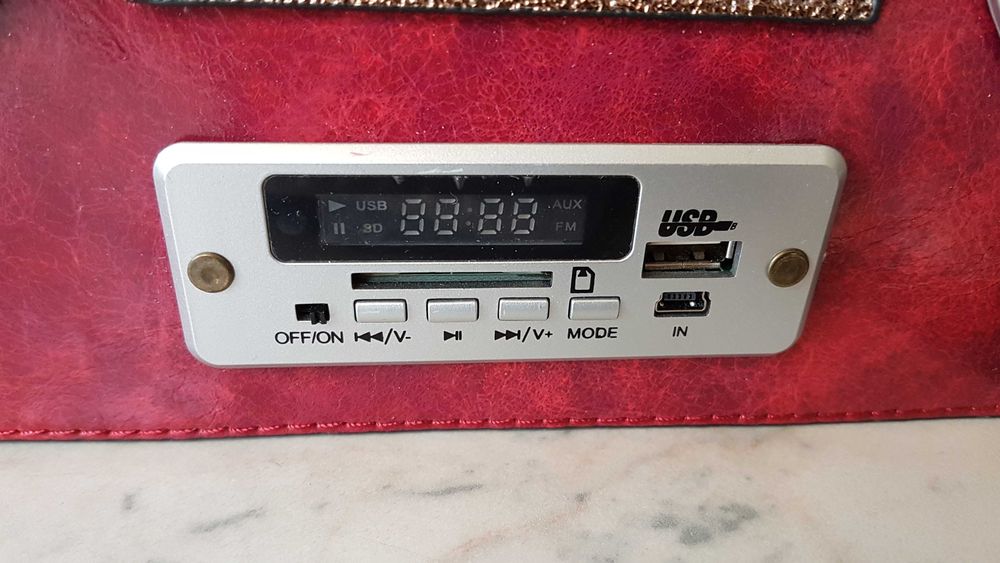 USB 88:88 AUX
3D FM
USB
OFF/ON ⏮/V- ⏯ ⏭/V+ MODE
IN